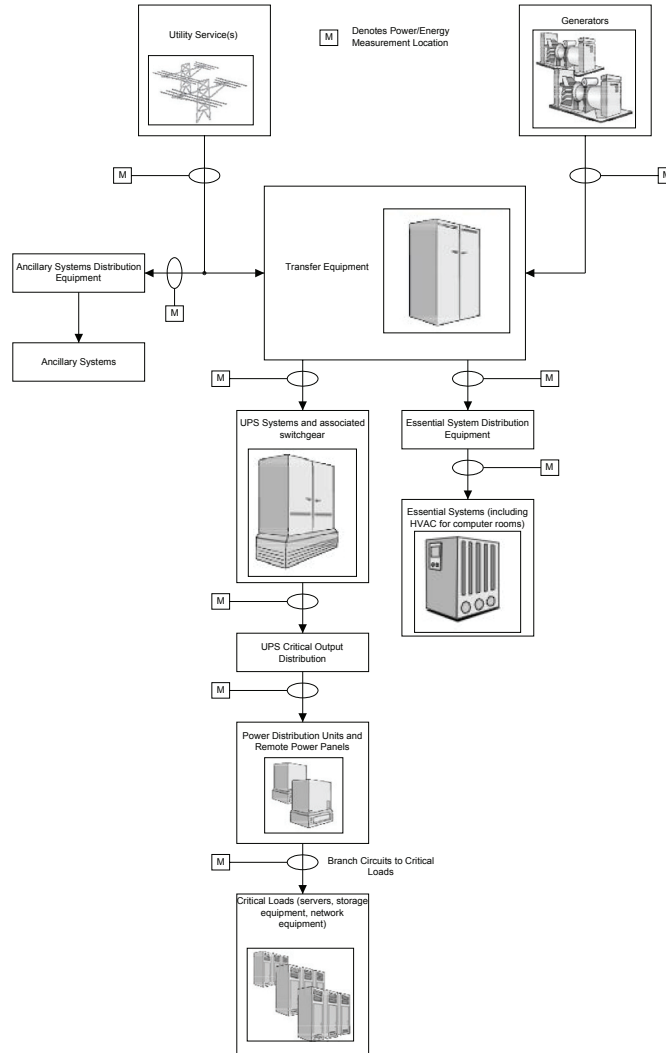 Utility Service(s)
M
Denotes Power/Energy
Measurement Location
Generators
M
M
Ancillary Systems Distribution
Equipment
M
Transfer Equipment
Ancillary Systems
M
M
UPS Systems and associated
switchgear
Essential System Distribution
Equipment
M
Essential Systems (including
HVAC for computer rooms)
M
UPS Critical Output
Distribution
M
Power Distribution Units and
Remote Power Panels
M
Branch Circuits to Critical
Loads
Critical Loads (servers, storage
equipment, network
equipment)